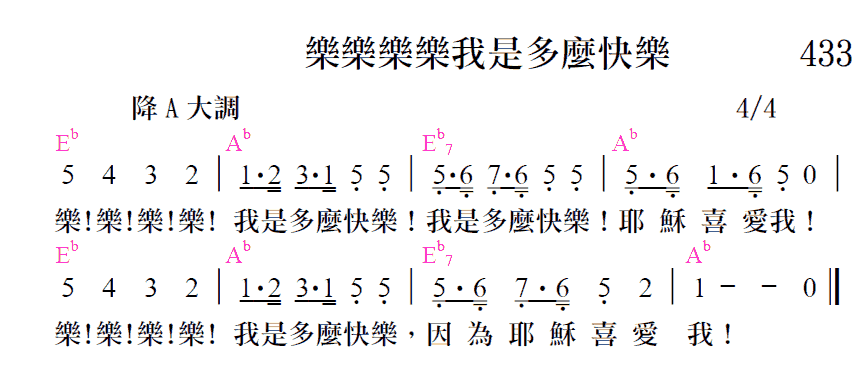 樂樂樂樂我是多麼快樂 433
降A大調 4/4
E♭ A♭ E♭7 A♭
5 4 3 2 | 1·2 3·1 5 5 | 5·6 7·6 5 5 | 5·6 1·6 5 0 |
樂!樂!樂!樂! 我是多麼快樂!我是多麼快樂!耶 穌 喜 愛我!
E♭ A♭ E♭7 A♭
5 4 3 2 | 1·2 3·1 5 5 | 5·6 7·6 5 2 | 1 - - 0 ||
樂!樂!樂!樂! 我是多麼快樂,因 為 耶 穌 喜 愛 我!